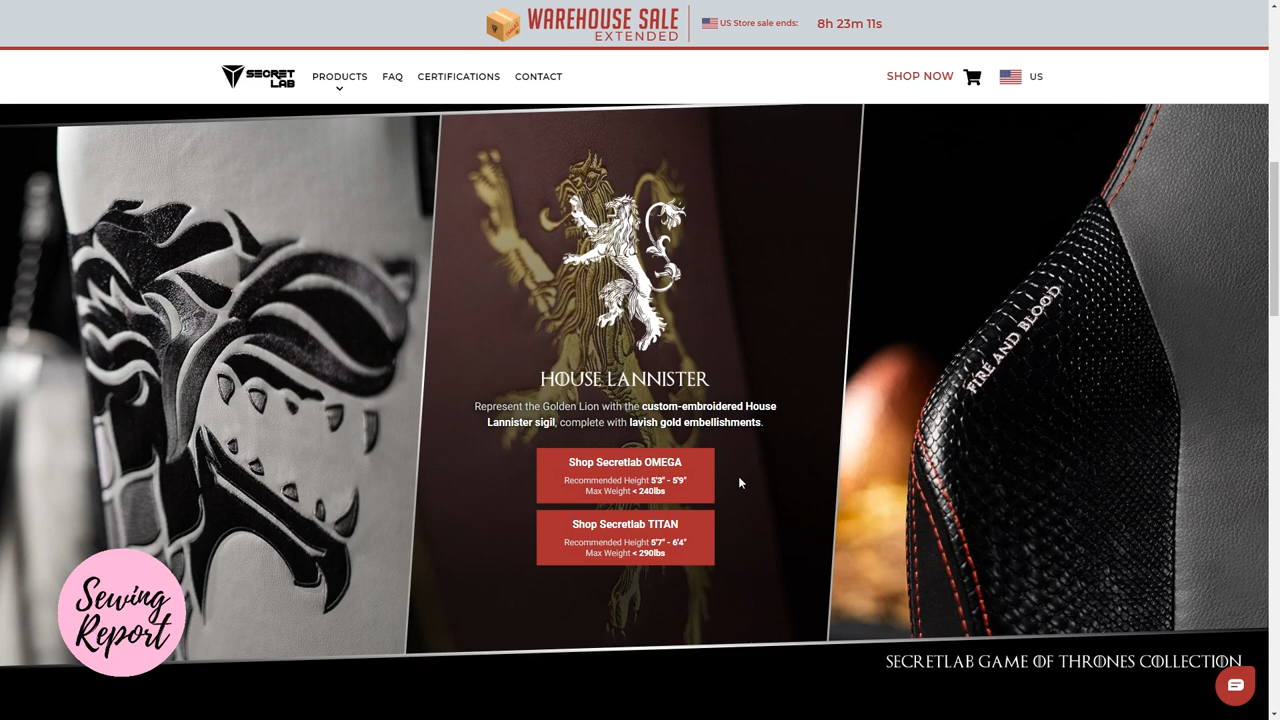 WAREHOUSE SALE
EXTENDED
US Store sale ends:
8h 23m 11s
SECRET
LAB
PRODUCTS
FAQ
CERTIFICATIONS
CONTACT
SHOP NOW
US
HOUSE LANNISTER
Represent the Golden Lion with the custom-embroidered House
Lannister sigil, complete with lavish gold embellishments.
Shop Secretlab OMEGA
Recommended Height 5'3" - 5'9"
Max Weight < 240lbs
Shop Secretlab TITAN
Recommended Height 5'7" - 6'4"
Max Weight < 290lbs
FIRE AND BLOOD
Sewing
Report
SECRETLAB GAME OF THRONES COLLECTION